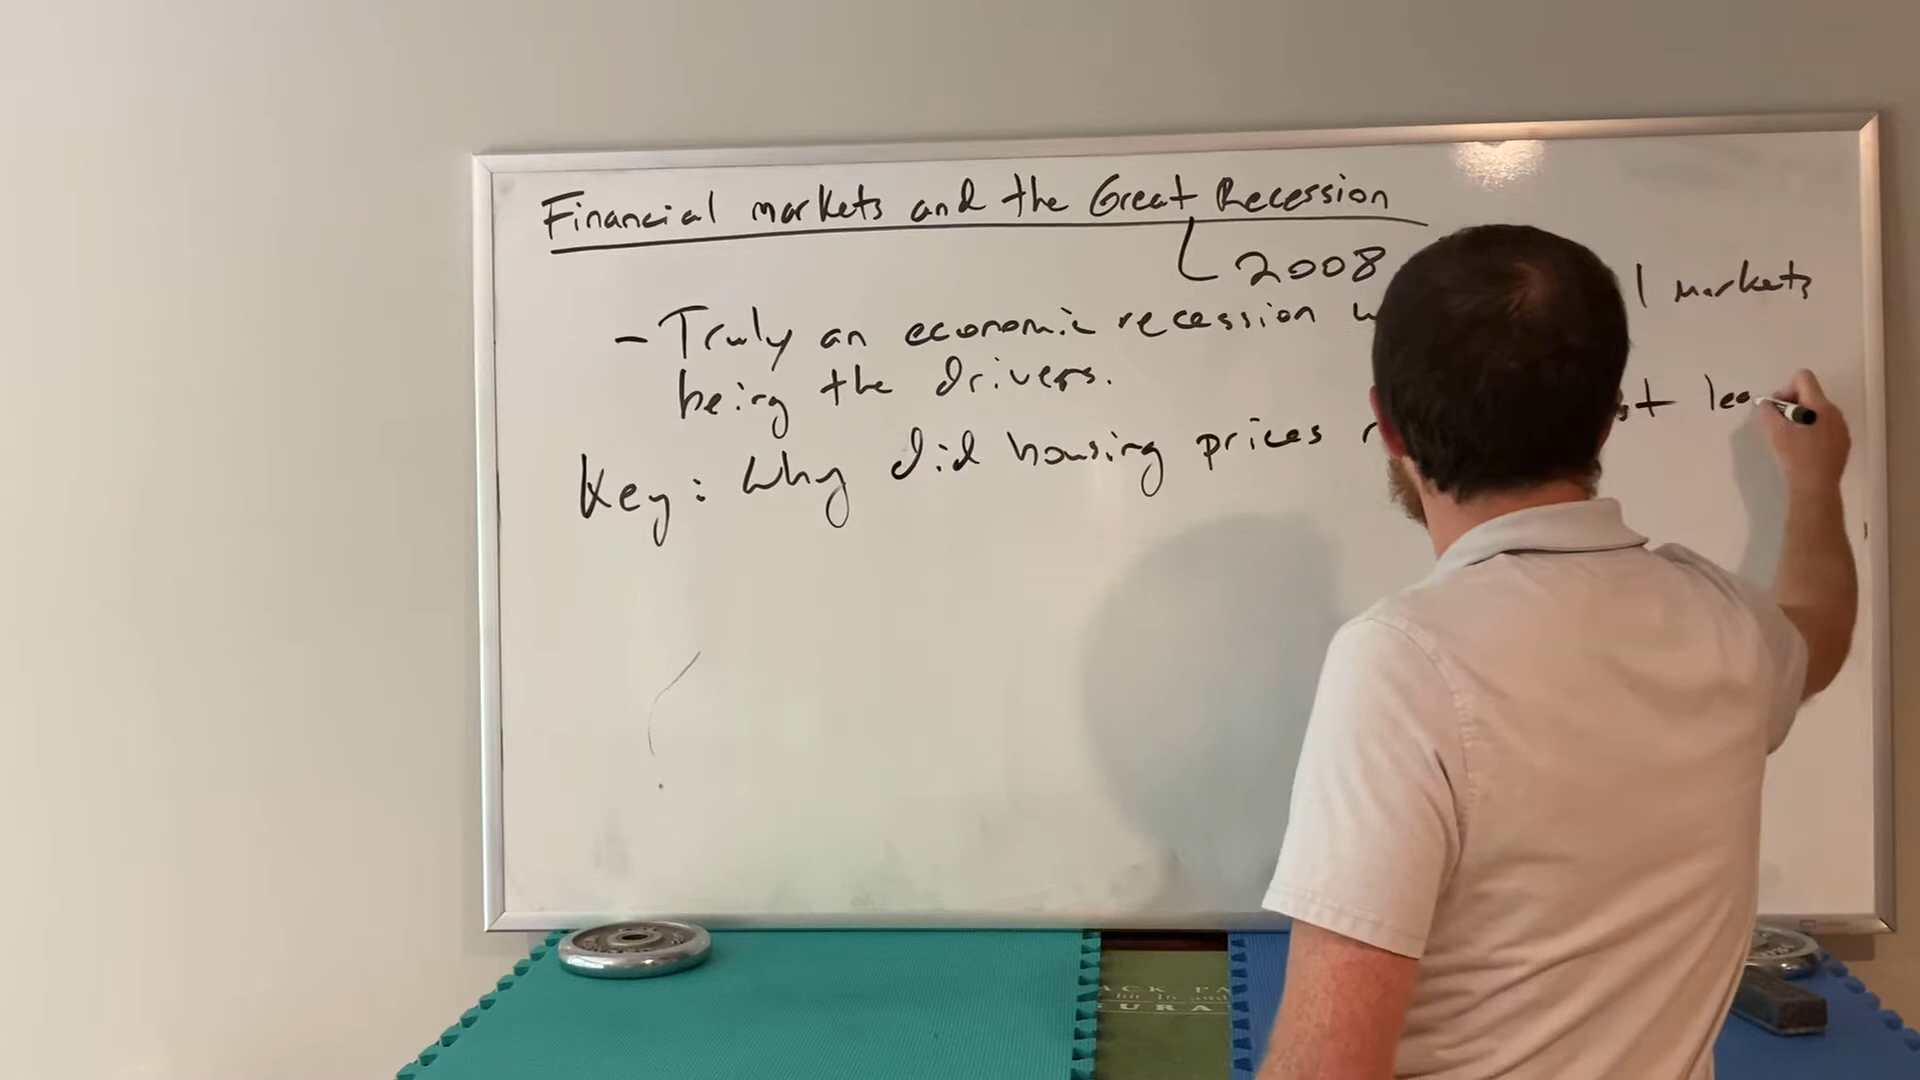 Financial markets and the Great Recession
2008
- Truly an economic recession markets
being the drivers.
Key: Why did housing prices